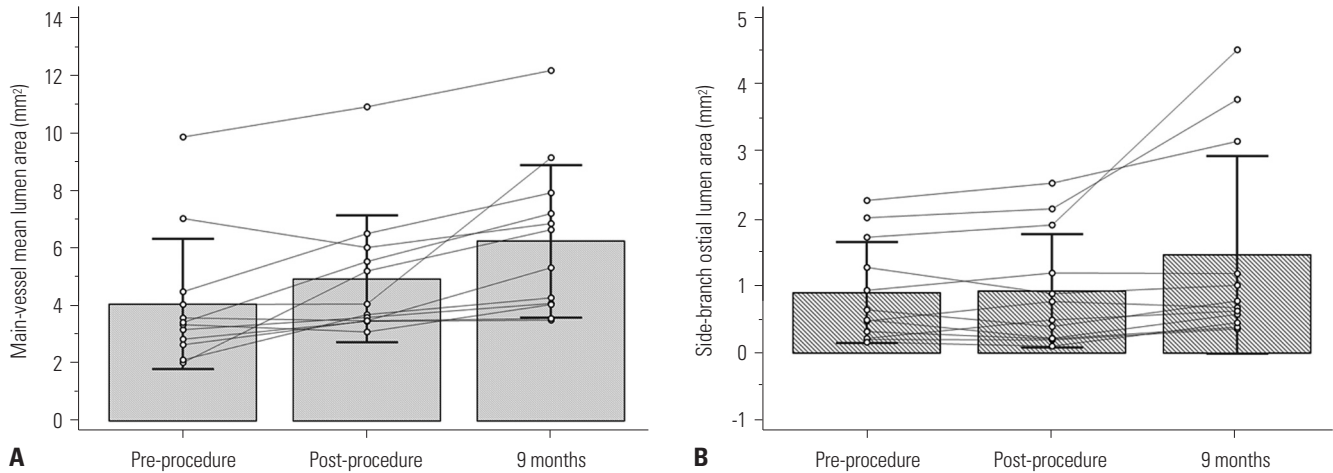 Main-vessel mean lumen area (mm²)
14
12
10
8
6
4
2
0
Pre-procedure Post-procedure 9 months
A
Side-branch ostial lumen area (mm²)
5
4
3
2
1
0
-1
Pre-procedure Post-procedure 9 months
B